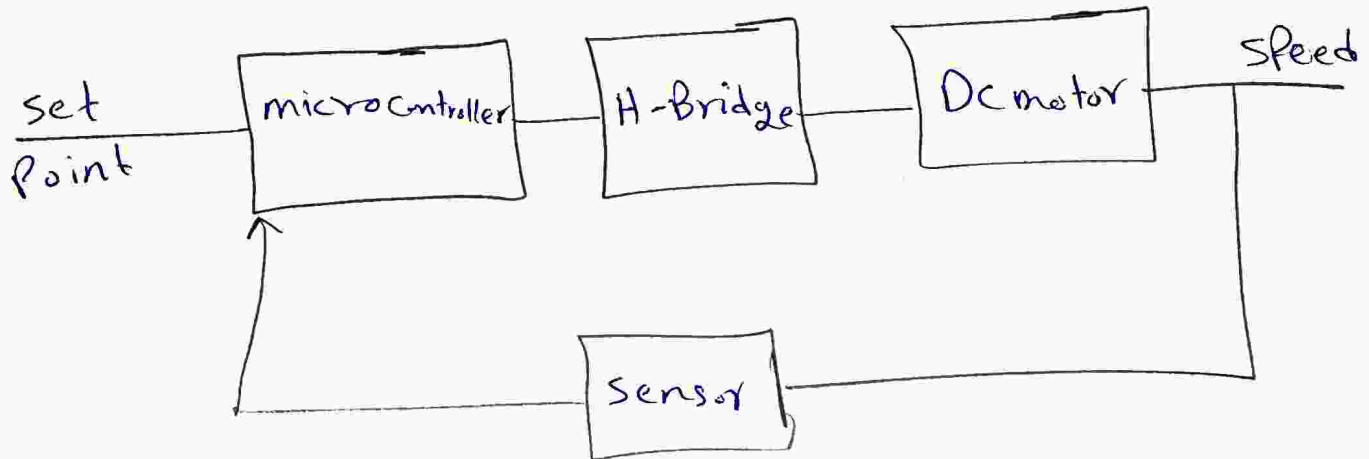 set
Point
microcontroller
H-Bridge
Dc motor
Speed
Sensor